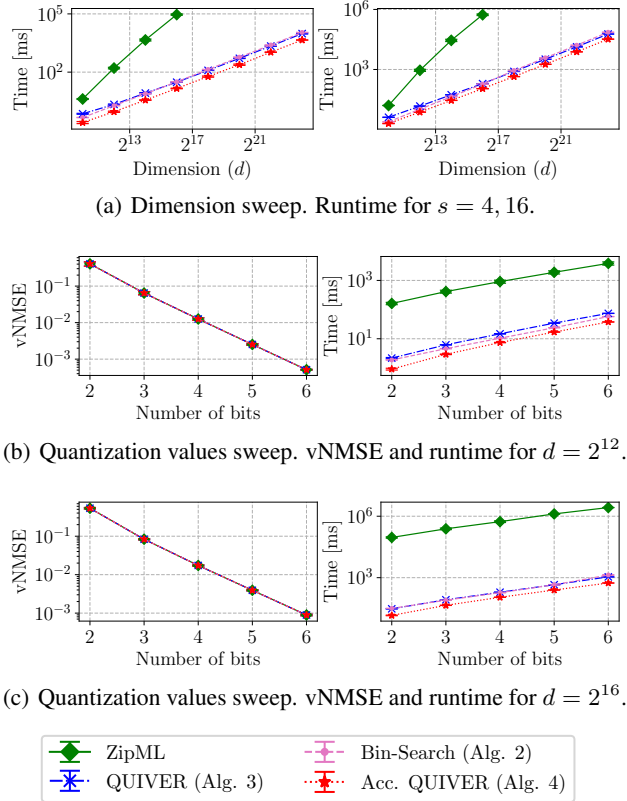 Time [ms]
10^5
10^2
2^13
2^17
2^21
Dimension (d)
Time [ms]
10^6
10^3
2^13
2^17
2^21
Dimension (d)
(a) Dimension sweep. Runtime for s = 4, 16.
vNMSE
10^−1
10^−2
10^−3
2 3 4 5 6
Number of bits
Time [ms]
10^3
10^1
2 3 4 5 6
Number of bits
(b) Quantization values sweep. vNMSE and runtime for d = 2^12.
vNMSE
10^−1
10^−2
10^−3
2 3 4 5 6
Number of bits
Time [ms]
10^6
10^3
2 3 4 5 6
Number of bits
(c) Quantization values sweep. vNMSE and runtime for d = 2^16.
ZipML
QUIVER (Alg. 3)
Bin-Search (Alg. 2)
Acc. QUIVER (Alg. 4)